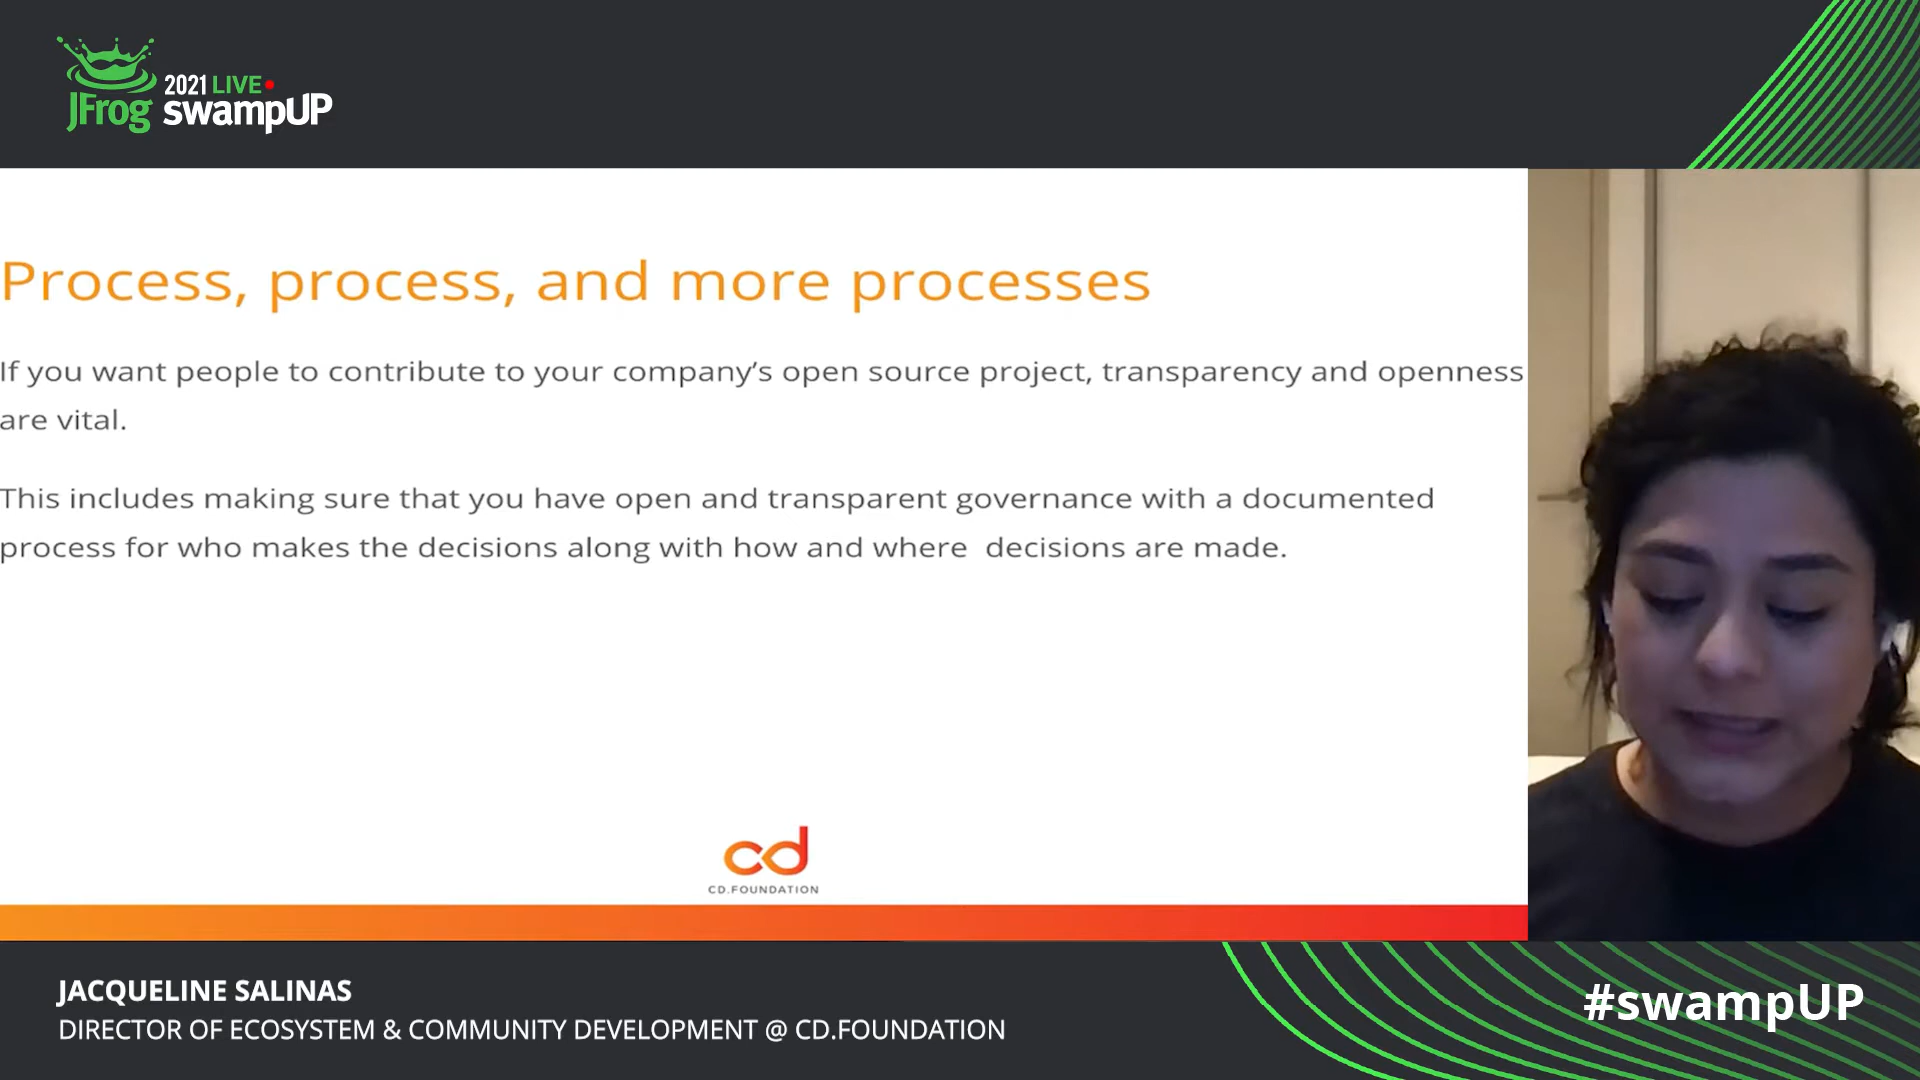 2021 LIVE
JFrog swampUP
Process, process, and more processes
If you want people to contribute to your company’s open source project, transparency and openness
are vital.
This includes making sure that you have open and transparent governance with a documented
process for who makes the decisions along with how and where  decisions are made.
cd
CD.FOUNDATION
JACQUELINE SALINAS
DIRECTOR OF ECOSYSTEM & COMMUNITY DEVELOPMENT @ CD.FOUNDATION
#swampUP